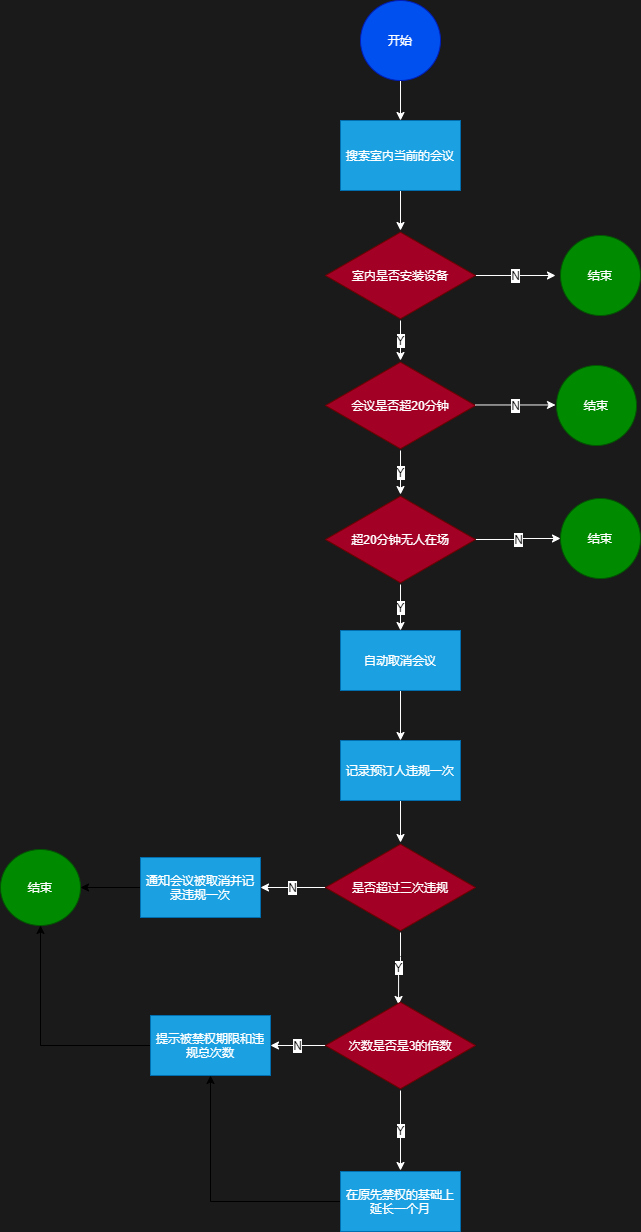 开始
搜索室内当前的会议
室内是否安装设备
N
结束
Y
会议是否超20分钟
N
结束
Y
超20分钟无人在场
N
结束
Y
自动取消会议
记录预订人违规一次
是否超过三次违规
N
通知会议被取消并记
录违规一次
结束
Y
次数是否是3的倍数
N
提示被禁权期限和违
规总次数
Y
在原先禁权的基础上
延长一个月